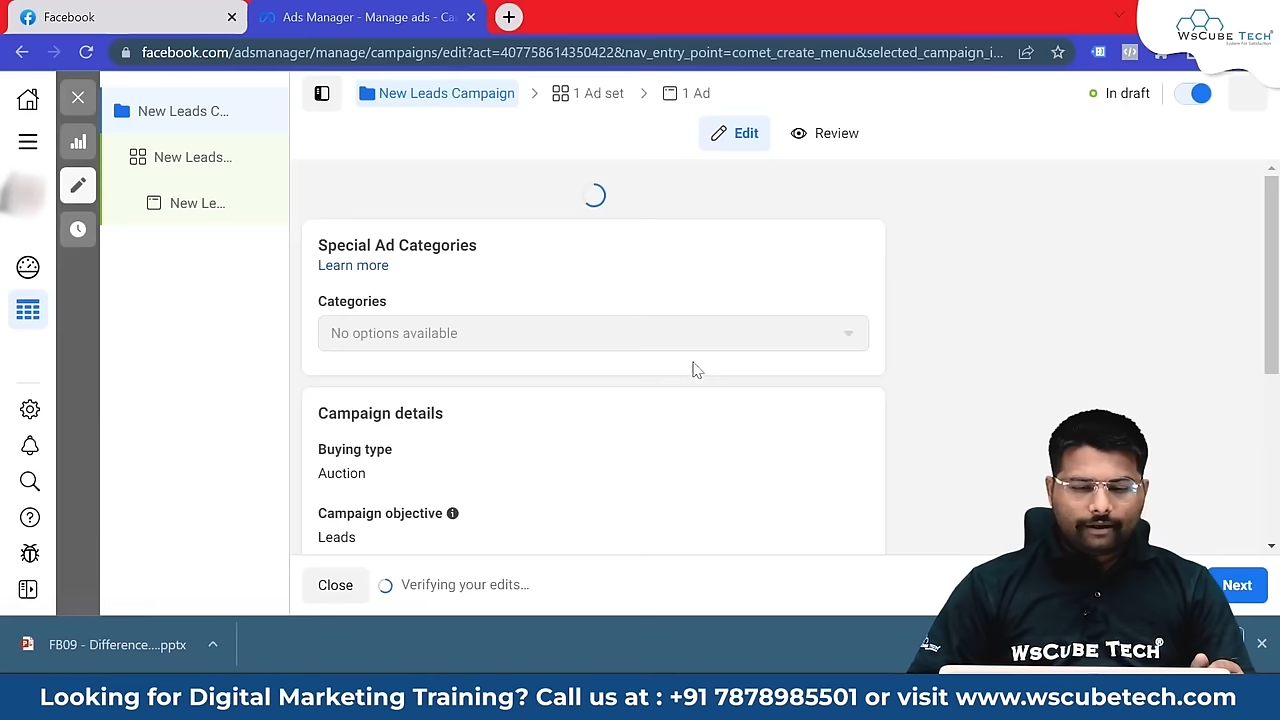 Facebook
Ads Manager - Manage ads - Ca
WsCube Tech®
System For Satisfaction
facebook.com/adsmanager/manage/campaigns/edit?act=407758614350422&nav_entry_point=comet_create_menu&selected_campaign_i...
New Leads C...
New Leads...
New Le...
New Leads Campaign
1 Ad set
1 Ad
In draft
Edit
Review
Special Ad Categories
Learn more
Categories
No options available
Campaign details
Buying type
Auction
Campaign objective
Leads
Close
Verifying your edits...
Next
FB09 - Difference....pptx
WsCube Tech®
Looking for Digital Marketing Training? Call us at : +91 7878985501 or visit www.wscubetech.com